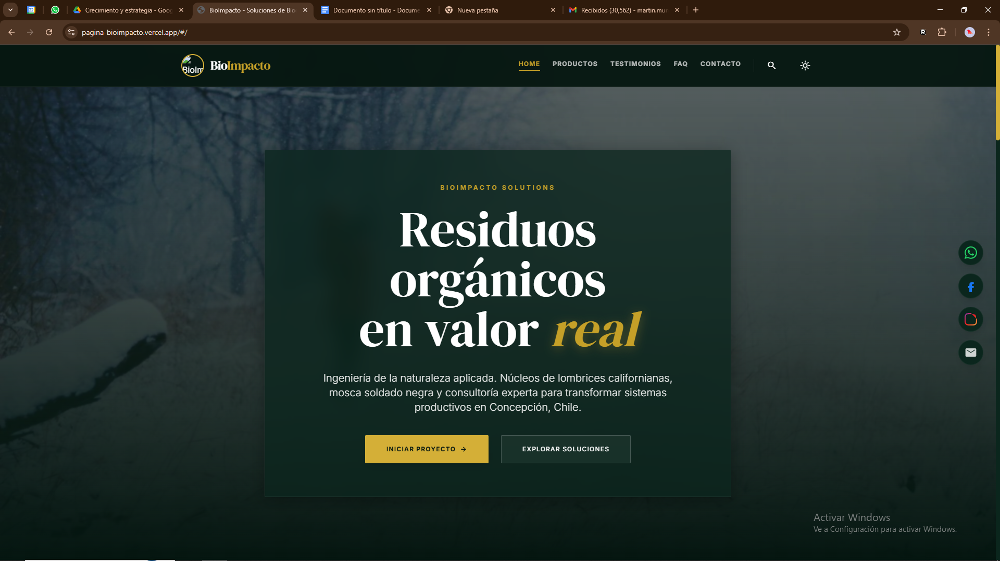 22
Crecimiento y estrategia - Goog
BioImpacto - Soluciones de Bio
Documento sin título - Docume
Nueva pestaña
Recibidos (30,562) - martin.mur
pagina-bioimpacto.vercel.app/#/
R
BioIm
BioImpacto
HOME
PRODUCTOS
TESTIMONIOS
FAQ
CONTACTO
BIOIMPACTO SOLUTIONS
Residuos
orgánicos
en valor real
Ingeniería de la naturaleza aplicada. Núcleos de lombrices californianas,
mosca soldado negra y consultoría experta para transformar sistemas
productivos en Concepción, Chile.
INICIAR PROYECTO →
EXPLORAR SOLUCIONES
Activar Windows
Ve a Configuración para activar Windows.